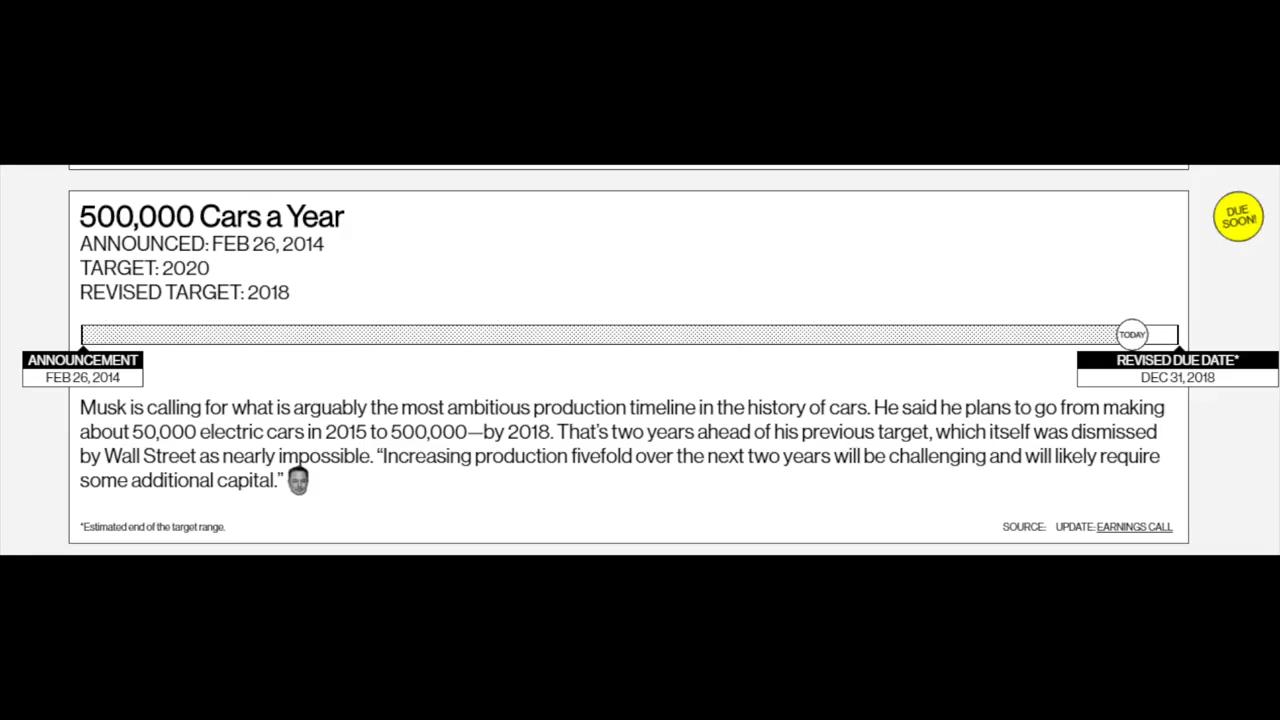 500,000 Cars a Year
DUE
SOON!
ANNOUNCED: FEB 26, 2014
TARGET: 2020
REVISED TARGET: 2018
TODAY
ANNOUNCEMENT
FEB 26, 2014
REVISED DUE DATE*
DEC 31, 2018
Musk is calling for what is arguably the most ambitious production timeline in the history of cars. He said he plans to go from making
about 50,000 electric cars in 2015 to 500,000—by 2018. That’s two years ahead of his previous target, which itself was dismissed
by Wall Street as nearly impossible. “Increasing production fivefold over the next two years will be challenging and will likely require
some additional capital.”
*Estimated end of the target range.
SOURCE: UPDATE: EARNINGS CALL